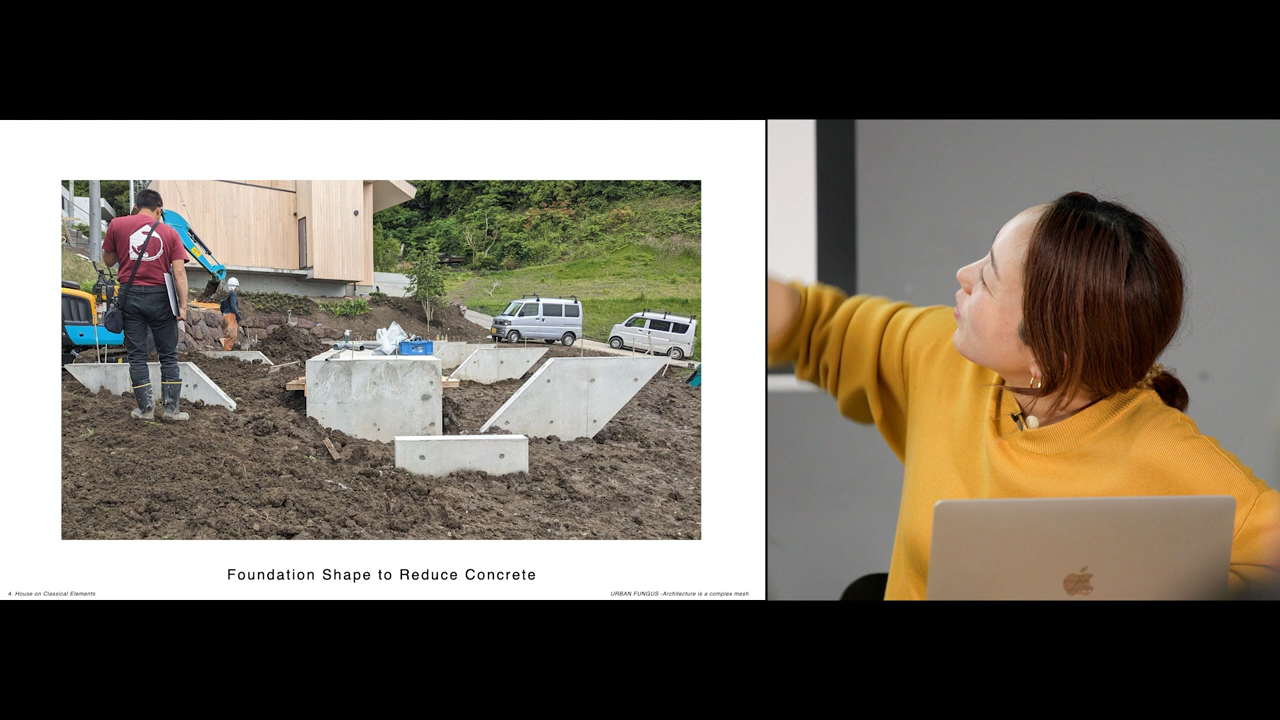 Foundation Shape to Reduce Concrete
4. House on Classical Elements
URBAN FUNGUS -Architecture is a complex mesh